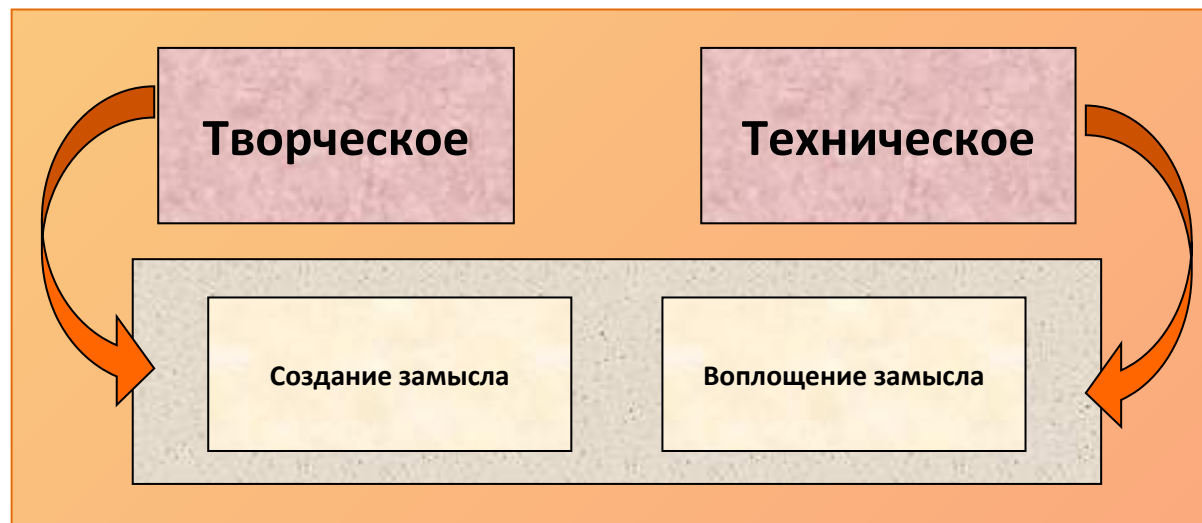 Творческое
Техническое
Создание замысла
Воплощение замысла